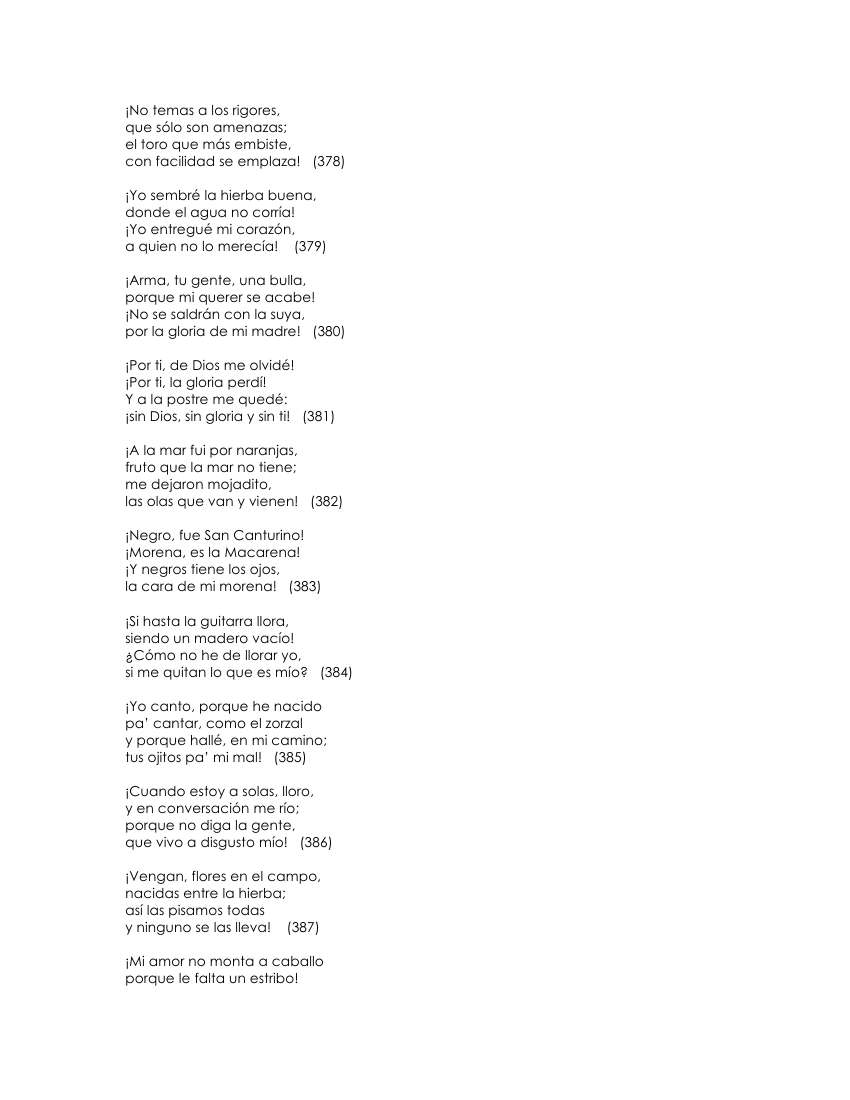 ¡No temas a los rigores,
que sólo son amenazas;
el toro que más embiste,
con facilidad se emplaza! (378)
¡Yo sembré la hierba buena,
donde el agua no corría!
¡Yo entregué mi corazón,
a quien no lo merecía! (379)
¡Arma, tu gente, una bulla,
porque mi querer se acabe!
¡No se saldrán con la suya,
por la gloria de mi madre! (380)
¡Por ti, de Dios me olvidé!
¡Por ti, la gloria perdí!
Y a la postre me quedé:
¡sin Dios, sin gloria y sin ti! (381)
¡A la mar fui por naranjas,
fruto que la mar no tiene;
me dejaron mojadito,
las olas que van y vienen! (382)
¡Negro, fue San Canturino!
¡Morena, es la Macarena!
¡Y negros tiene los ojos,
la cara de mi morena! (383)
¡Si hasta la guitarra llora,
siendo un madero vacío!
¿Cómo no he de llorar yo,
si me quitan lo que es mío? (384)
¡Yo canto, porque he nacido
pa’ cantar, como el zorzal
y porque hallé, en mi camino;
tus ojitos pa’ mi mal! (385)
¡Cuando estoy a solas, lloro,
y en conversación me río;
porque no diga la gente,
que vivo a disgusto mío! (386)
¡Vengan, flores en el campo,
nacidas entre la hierba;
así las pisamos todas
y ninguno se las lleva! (387)
¡Mi amor no monta a caballo
porque le falta un estribo!